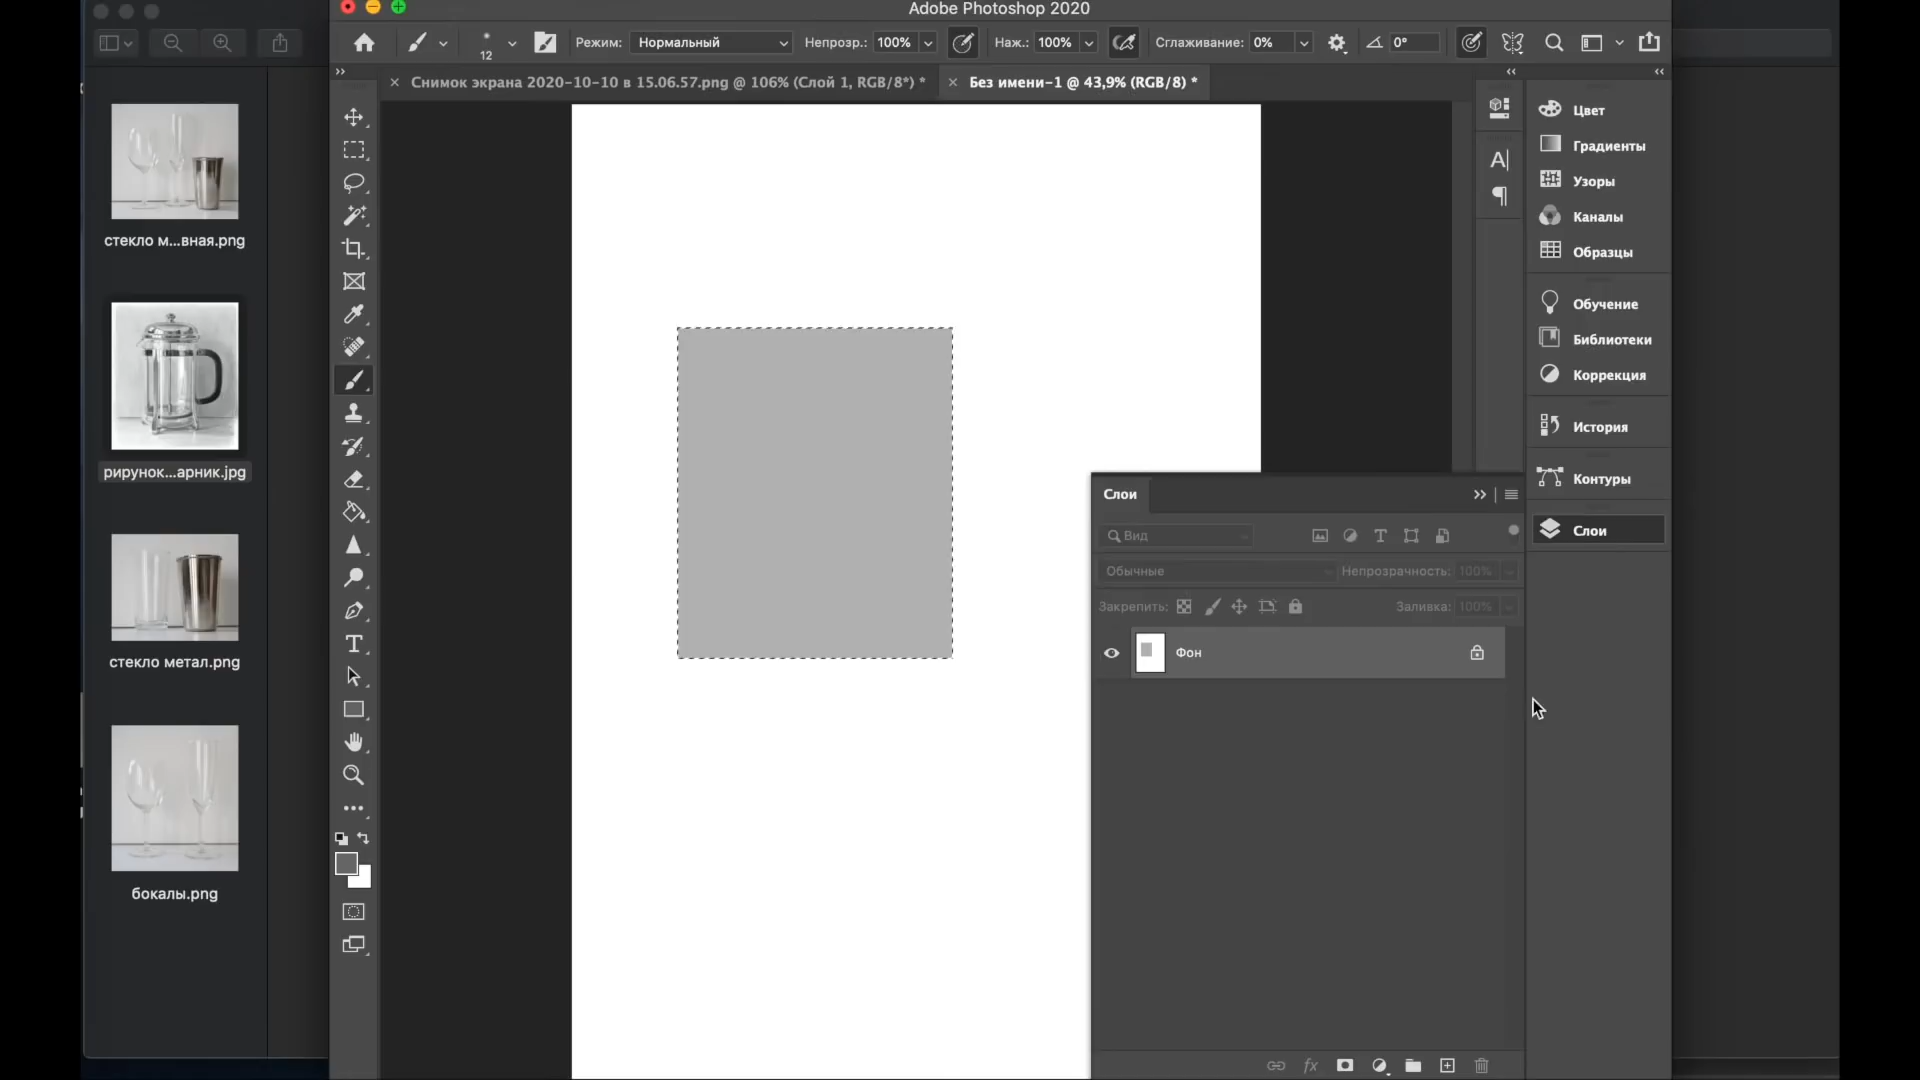 Adobe Photoshop 2020
12
Режим: Нормальный Непрозр.: 100% Наж.: 100% Сглаживание: 0% 0°
Снимок экрана 2020-10-10 в 15.06.57.png @ 106% (Слой 1, RGB/8*) *
Без имени-1 @ 43,9% (RGB/8) *
стекло м...вная.png
рирунок...арник.jpg
стекло метал.png
бокалы.png
Цвет
Градиенты
Узоры
Каналы
Образцы
Обучение
Библиотеки
Коррекция
История
Контуры
Слои
Слои
Вид
Обычные Непрозрачность: 100%
Закрепить: Заливка: 100%
Фон
fx